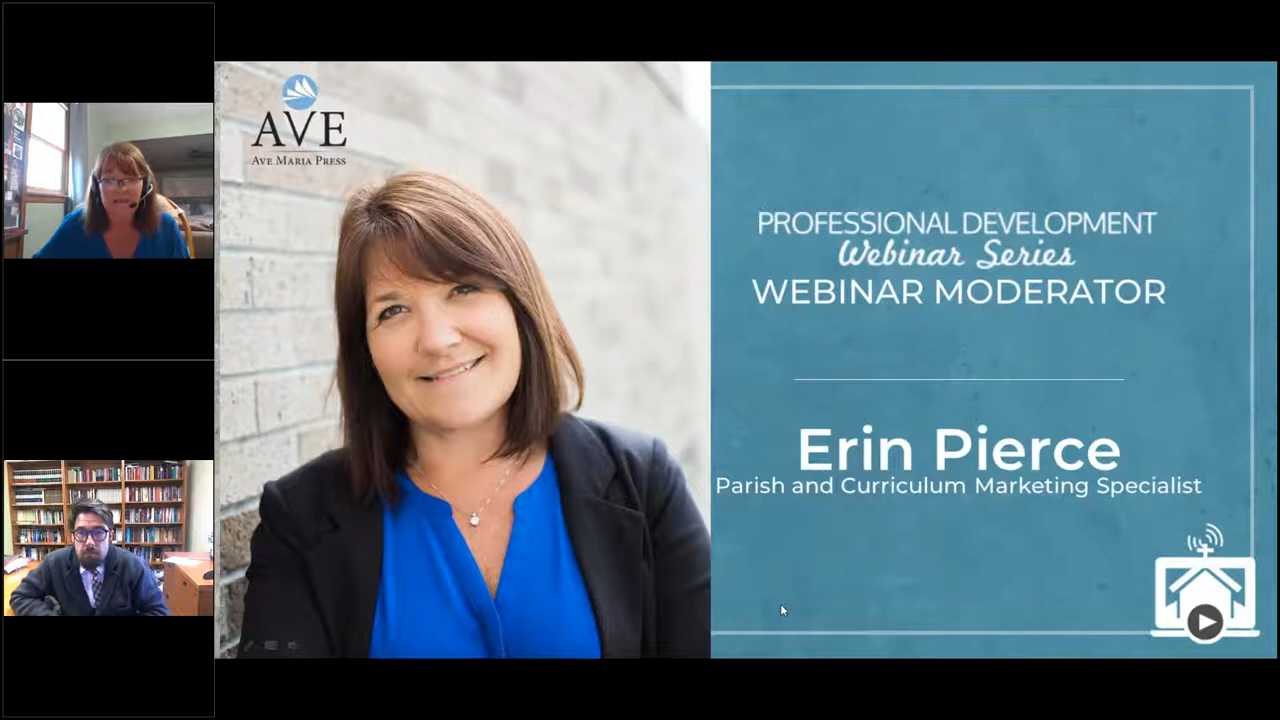 AVE
AVE MARIA PRESS
PROFESSIONAL DEVELOPMENT
Webinar Series
WEBINAR MODERATOR
Erin Pierce
Parish and Curriculum Marketing Specialist